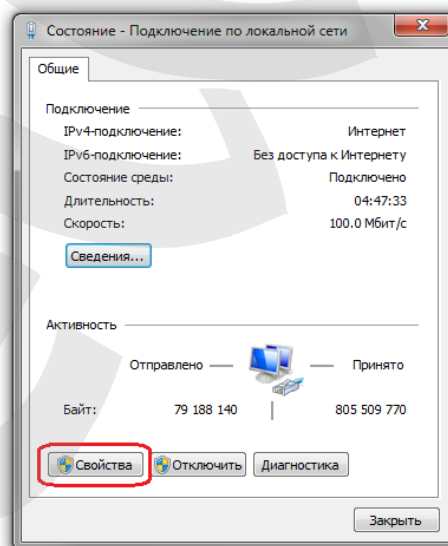 Состояние - Подключение по локальной сети
Общие
Подключение
IPv4-подключение: Интернет
IPv6-подключение: Без доступа к Интернету
Состояние среды: Подключено
Длительность: 04:47:33
Скорость: 100.0 Мбит/с
Сведения...
Активность
Отправлено — — Принято
Байт: 79 188 140 | 805 509 770
Свойства Отключить Диагностика
Закрыть